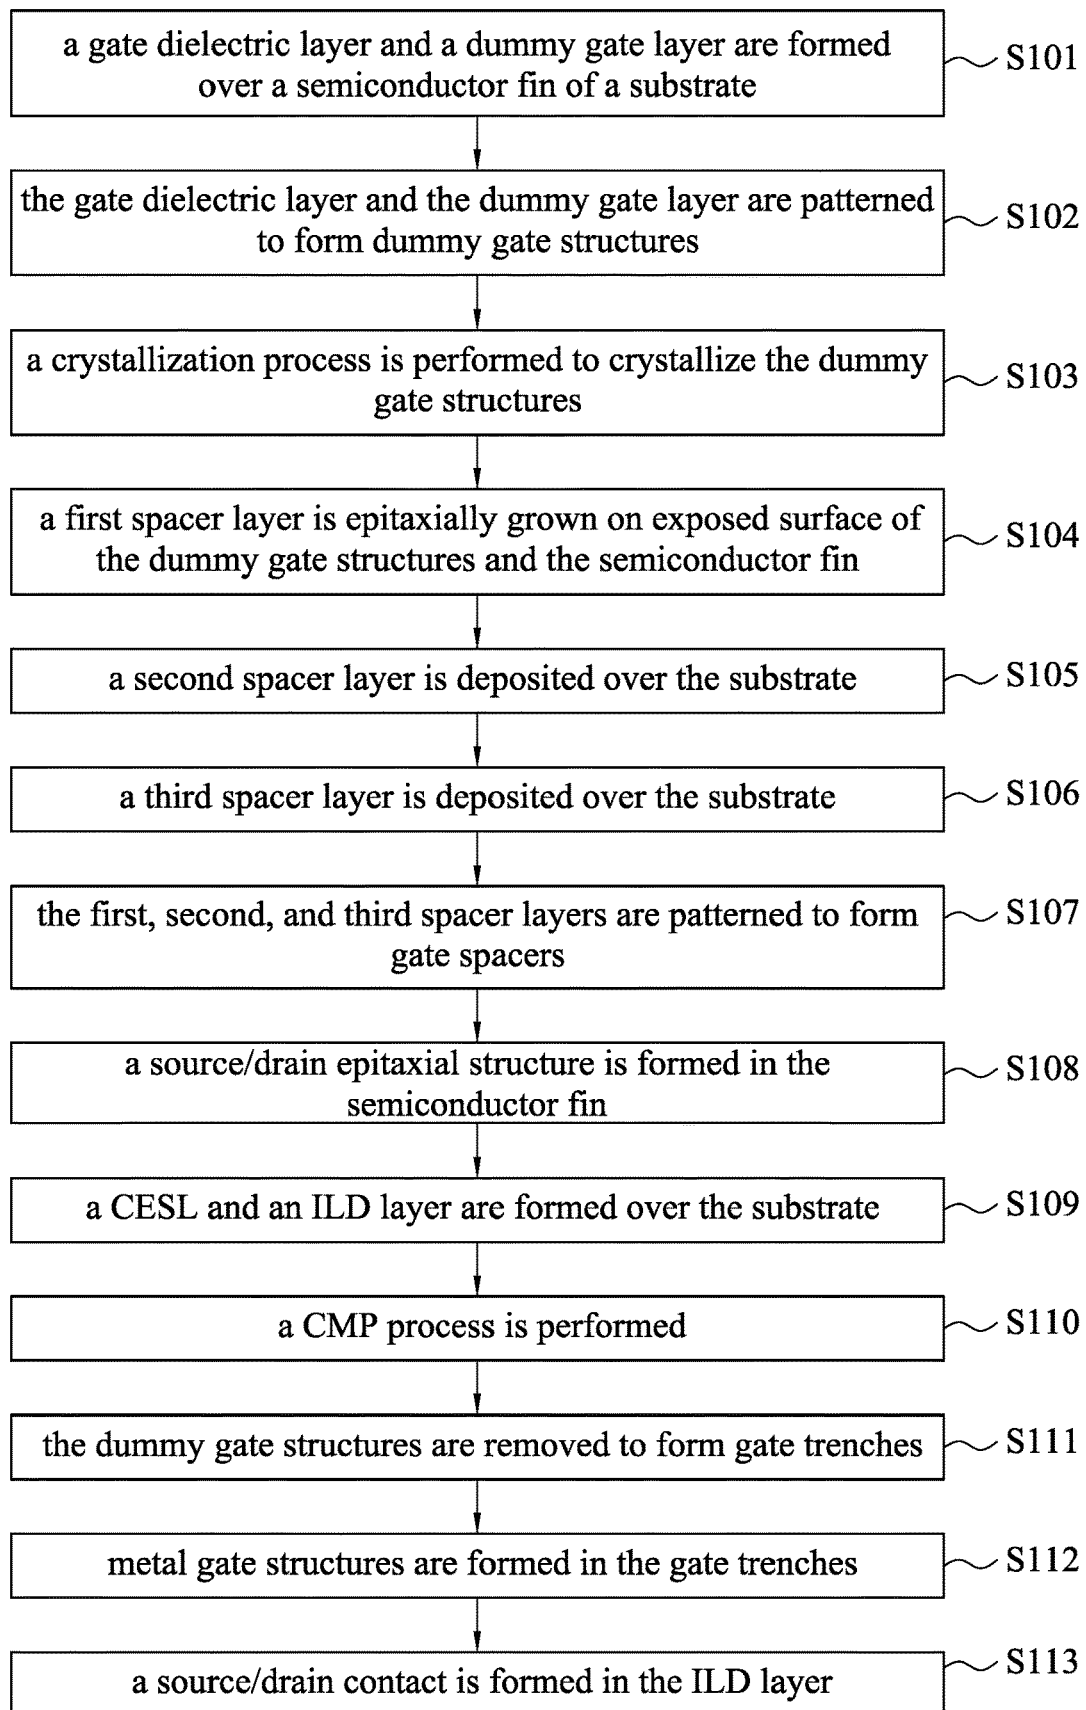 a gate dielectric layer and a dummy gate layer are formed
over a semiconductor fin of a substrate
S101
the gate dielectric layer and the dummy gate layer are patterned
to form dummy gate structures
S102
a crystallization process is performed to crystallize the dummy
gate structures
S103
a first spacer layer is epitaxially grown on exposed surface of
the dummy gate structures and the semiconductor fin
S104
a second spacer layer is deposited over the substrate
S105
a third spacer layer is deposited over the substrate
S106
the first, second, and third spacer layers are patterned to form
gate spacers
S107
a source/drain epitaxial structure is formed in the
semiconductor fin
S108
a CESL and an ILD layer are formed over the substrate
S109
a CMP process is performed
S110
the dummy gate structures are removed to form gate trenches
S111
metal gate structures are formed in the gate trenches
S112
a source/drain contact is formed in the ILD layer
S113